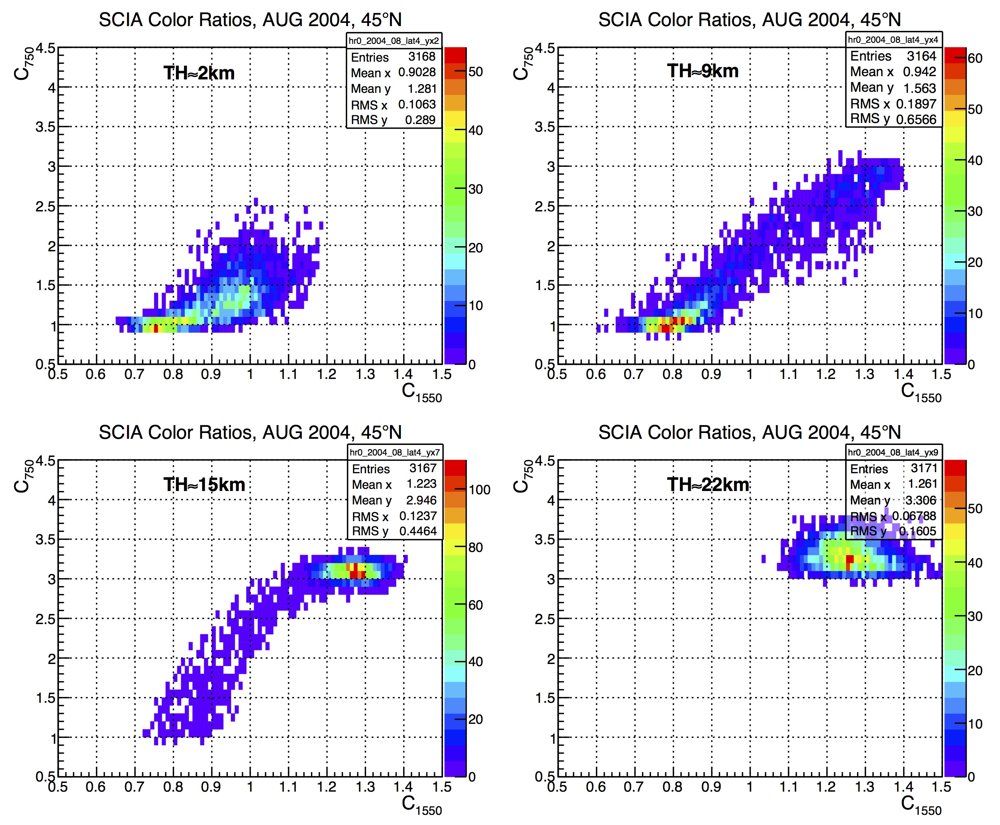 SCIA Color Ratios, AUG 2004, 45°N
C750
TH≈2km
hr0_2004_08_lat4_yx2
Entries 3168
Mean x 0.9028
Mean y 1.281
RMS x 0.1063
RMS y 0.289
4.5
4
3.5
3
2.5
2
1.5
1
0.5
50
40
30
20
10
0
0.5 0.6 0.7 0.8 0.9 1 1.1 1.2 1.3 1.4 1.5
C1550
SCIA Color Ratios, AUG 2004, 45°N
C750
TH≈9km
hr0_2004_08_lat4_yx4
Entries 3164
Mean x 0.942
Mean y 1.563
RMS x 0.1897
RMS y 0.6566
4.5
4
3.5
3
2.5
2
1.5
1
0.5
60
50
40
30
20
10
0
0.5 0.6 0.7 0.8 0.9 1 1.1 1.2 1.3 1.4 1.5
C1550
SCIA Color Ratios, AUG 2004, 45°N
C750
TH≈15km
hr0_2004_08_lat4_yx7
Entries 3167
Mean x 1.223
Mean y 2.946
RMS x 0.1237
RMS y 0.4464
4.5
4
3.5
3
2.5
2
1.5
1
0.5
100
80
60
40
20
0
0.5 0.6 0.7 0.8 0.9 1 1.1 1.2 1.3 1.4 1.5
C1550
SCIA Color Ratios, AUG 2004, 45°N
C750
TH≈22km
hr0_2004_08_lat4_yx9
Entries 3171
Mean x 1.261
Mean y 3.306
RMS x 0.06788
RMS y 0.1605
4.5
4
3.5
3
2.5
2
1.5
1
0.5
50
40
30
20
10
0
0.5 0.6 0.7 0.8 0.9 1 1.1 1.2 1.3 1.4 1.5
C1550